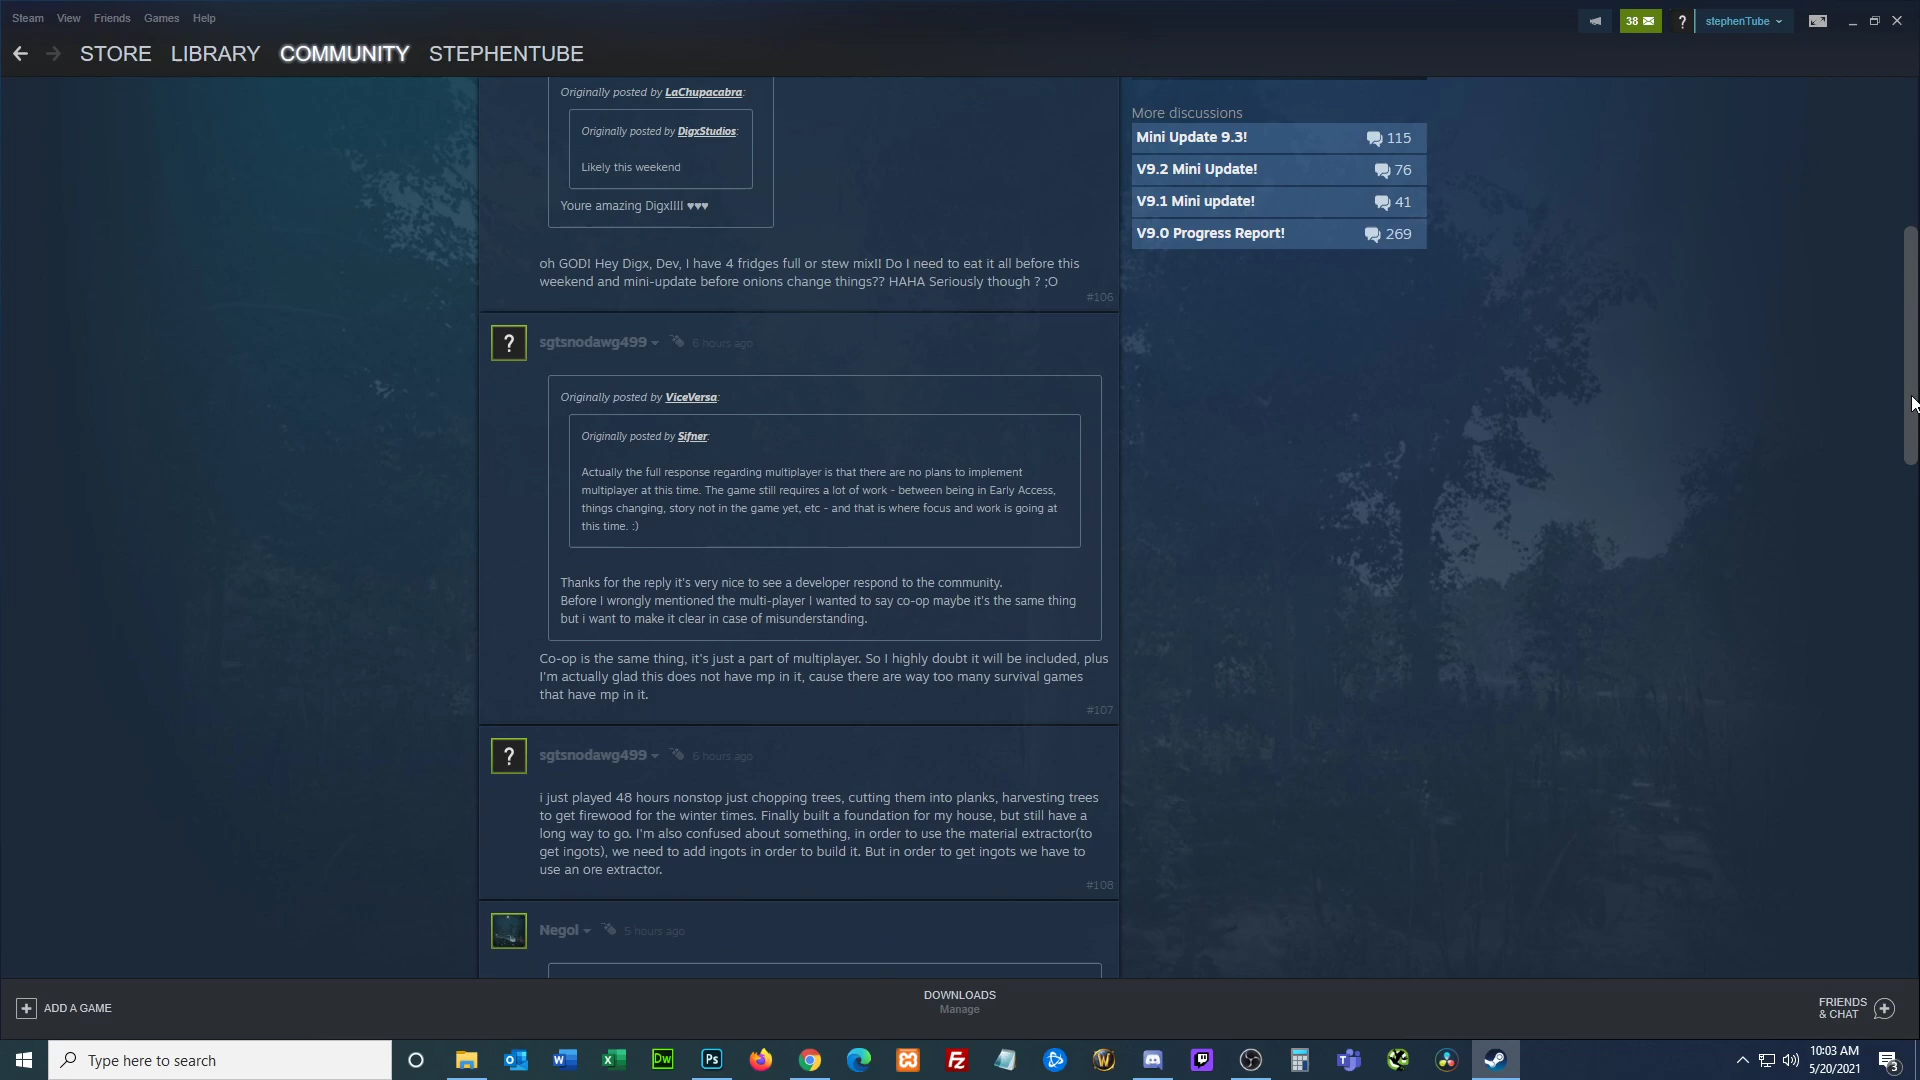 Steam View Friends Games Help
38 ? stephenTube
STORE LIBRARY COMMUNITY STEPHENTUBE
Originally posted by LaChupacabra:
Originally posted by DigxStudios:
Likely this weekend
Youre amazing Digx!!!! ♥♥♥
oh GOD! Hey Digx, Dev, I have 4 fridges full or stew mix!! Do I need to eat it all before this
weekend and mini-update before onions change things?? HAHA Seriously though ? ;O
#106
More discussions
Mini Update 9.3! 115
V9.2 Mini Update! 76
V9.1 Mini update! 41
V9.0 Progress Report! 269
?
sgtsnodawg499 6 hours ago
Originally posted by ViceVersa:
Originally posted by Sifner:
Actually the full response regarding multiplayer is that there are no plans to implement
multiplayer at this time. The game still requires a lot of work - between being in Early Access,
things changing, story not in the game yet, etc - and that is where focus and work is going at
this time. :)
Thanks for the reply it's very nice to see a developer respond to the community.
Before I wrongly mentioned the multi-player I wanted to say co-op maybe it's the same thing
but i want to make it clear in case of misunderstanding.
Co-op is the same thing, it's just a part of multiplayer. So I highly doubt it will be included, plus
I'm actually glad this does not have mp in it, cause there are way too many survival games
that have mp in it.
#107
?
sgtsnodawg499 6 hours ago
i just played 48 hours nonstop just chopping trees, cutting them into planks, harvesting trees
to get firewood for the winter times. Finally built a foundation for my house, but still have a
long way to go. I'm also confused about something, in order to use the material extractor(to
get ingots), we need to add ingots in order to build it. But in order to get ingots we have to
use an ore extractor.
#108
Negol 5 hours ago
ADD A GAME
DOWNLOADS
Manage
FRIENDS
& CHAT
Type here to search
Dw
Ps
10:03 AM
5/20/2021
3